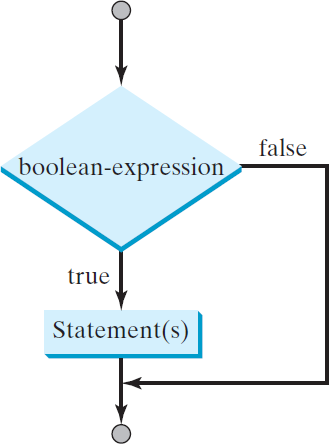 boolean-expression
false
true
Statement(s)